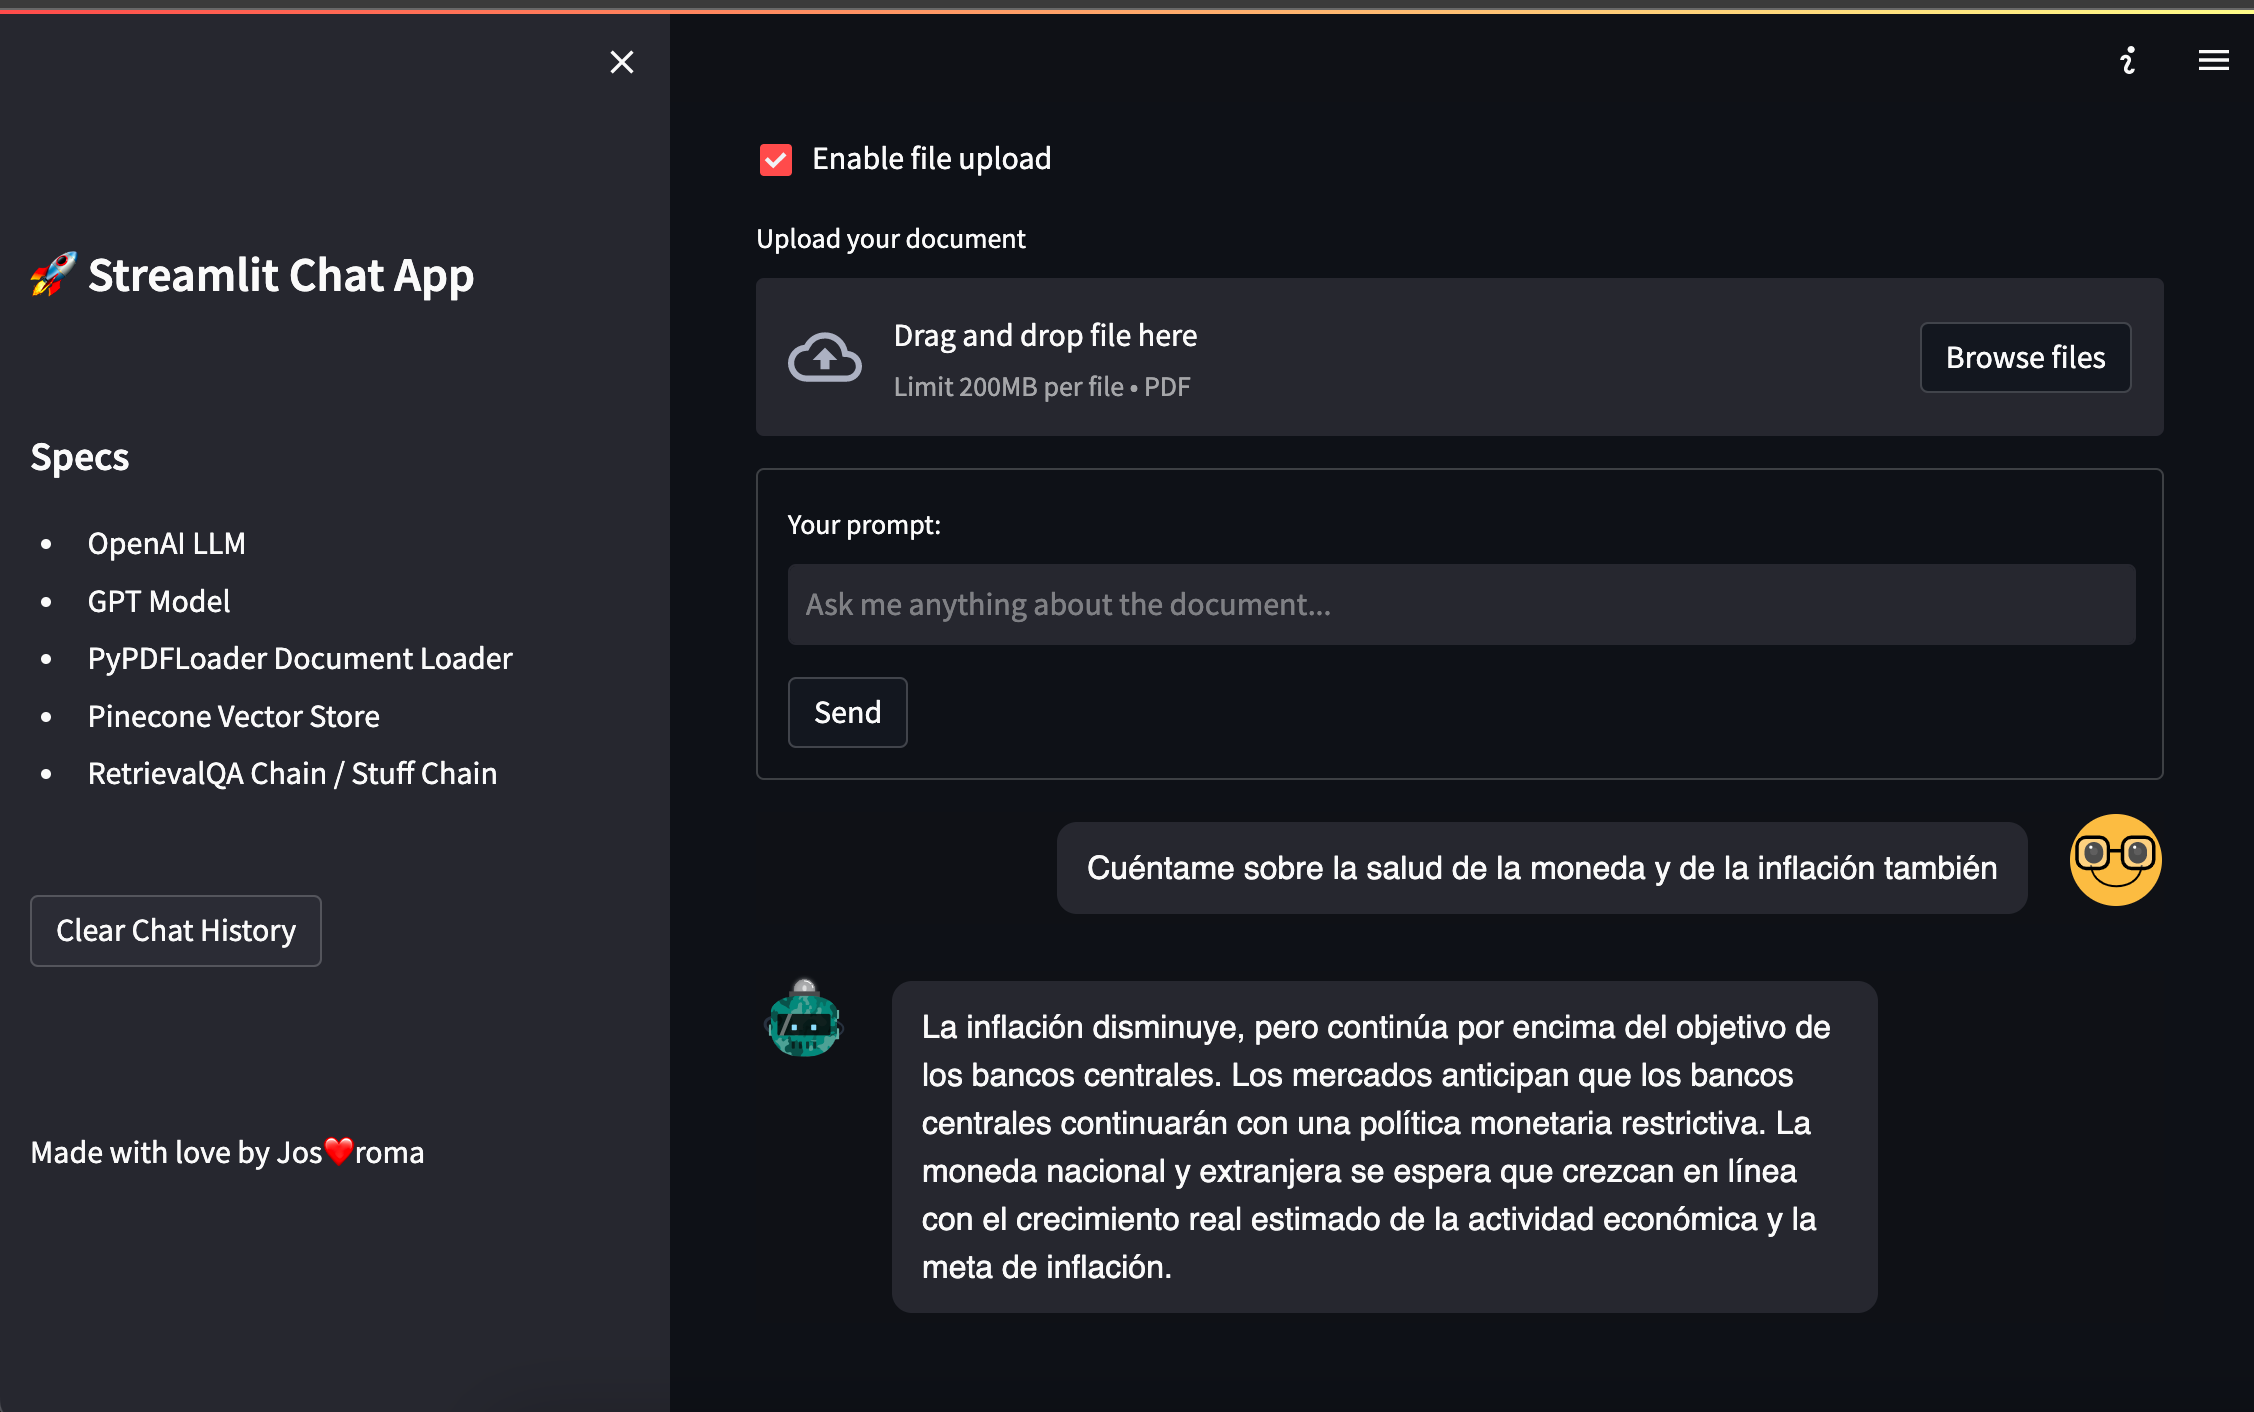 🚀 Streamlit Chat App
Specs
• OpenAI LLM
• GPT Model
• PyPDFLoader Document Loader
• Pinecone Vector Store
• RetrievalQA Chain / Stuff Chain
Clear Chat History
Made with love by Jos❤️roma
Enable file upload
Upload your document
Drag and drop file here
Limit 200MB per file • PDF
Browse files
Your prompt:
Ask me anything about the document...
Send
Cuéntame sobre la salud de la moneda y de la inflación también
La inflación disminuye, pero continúa por encima del objetivo de
los bancos centrales. Los mercados anticipan que los bancos
centrales continuarán con una política monetaria restrictiva. La
moneda nacional y extranjera se espera que crezcan en línea
con el crecimiento real estimado de la actividad económica y la
meta de inflación.